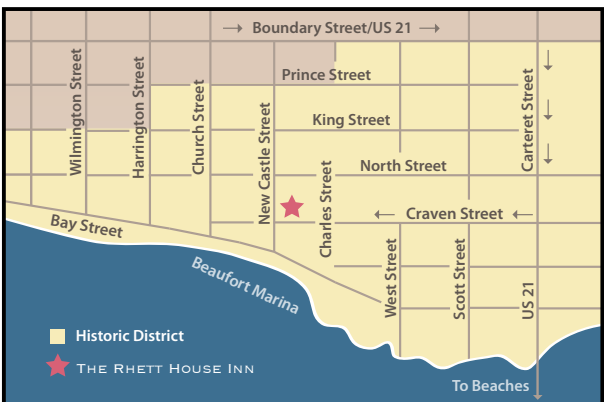 Boundary Street/US 21
Prince Street
King Street
North Street
Craven Street
Wilmington Street
Harrington Street
Church Street
New Castle Street
Charles Street
Carteret Street
West Street
Scott Street
US 21
Bay Street
Beaufort Marina
Historic District
THE RHETT HOUSE INN
To Beaches